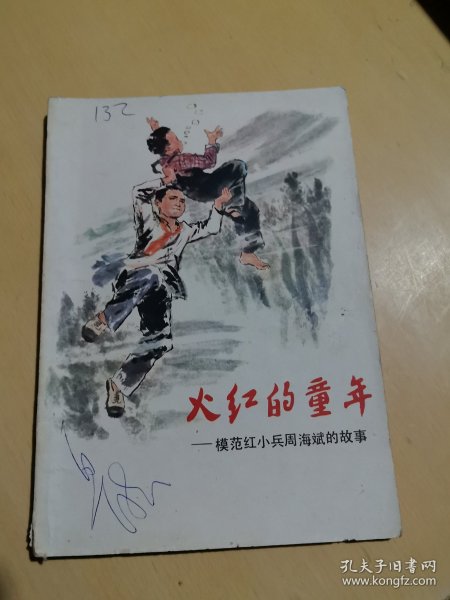 132
火红的童年
——模范红小兵周海斌的故事
孔夫子旧书网
www.kongfz.com